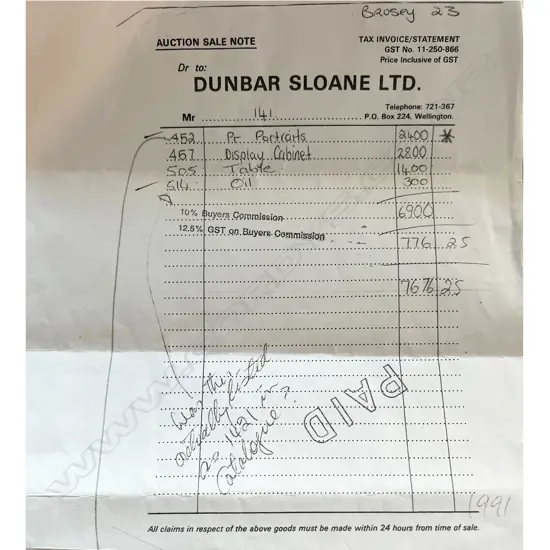 Brusey 23
AUCTION SALE NOTE
TAX INVOICE/STATEMENT
GST No. 11-250-866
Price Inclusive of GST
Dr to:
DUNBAR SLOANE LTD.
Telephone: 721-367
Mr 141 P.O. Box 224, Wellington.
452 Pr Portraits 2400 *
467 Display Cabinet 2800
505 Table 1400
514 Oil 300
10% Buyers Commission 6900
12.5% GST on Buyers Commission 776 25
7676 25
Was this
actually listed
as 1421 in
Catalogue?
PAID
1991
All claims in respect of the above goods must be made within 24 hours from time of sale.